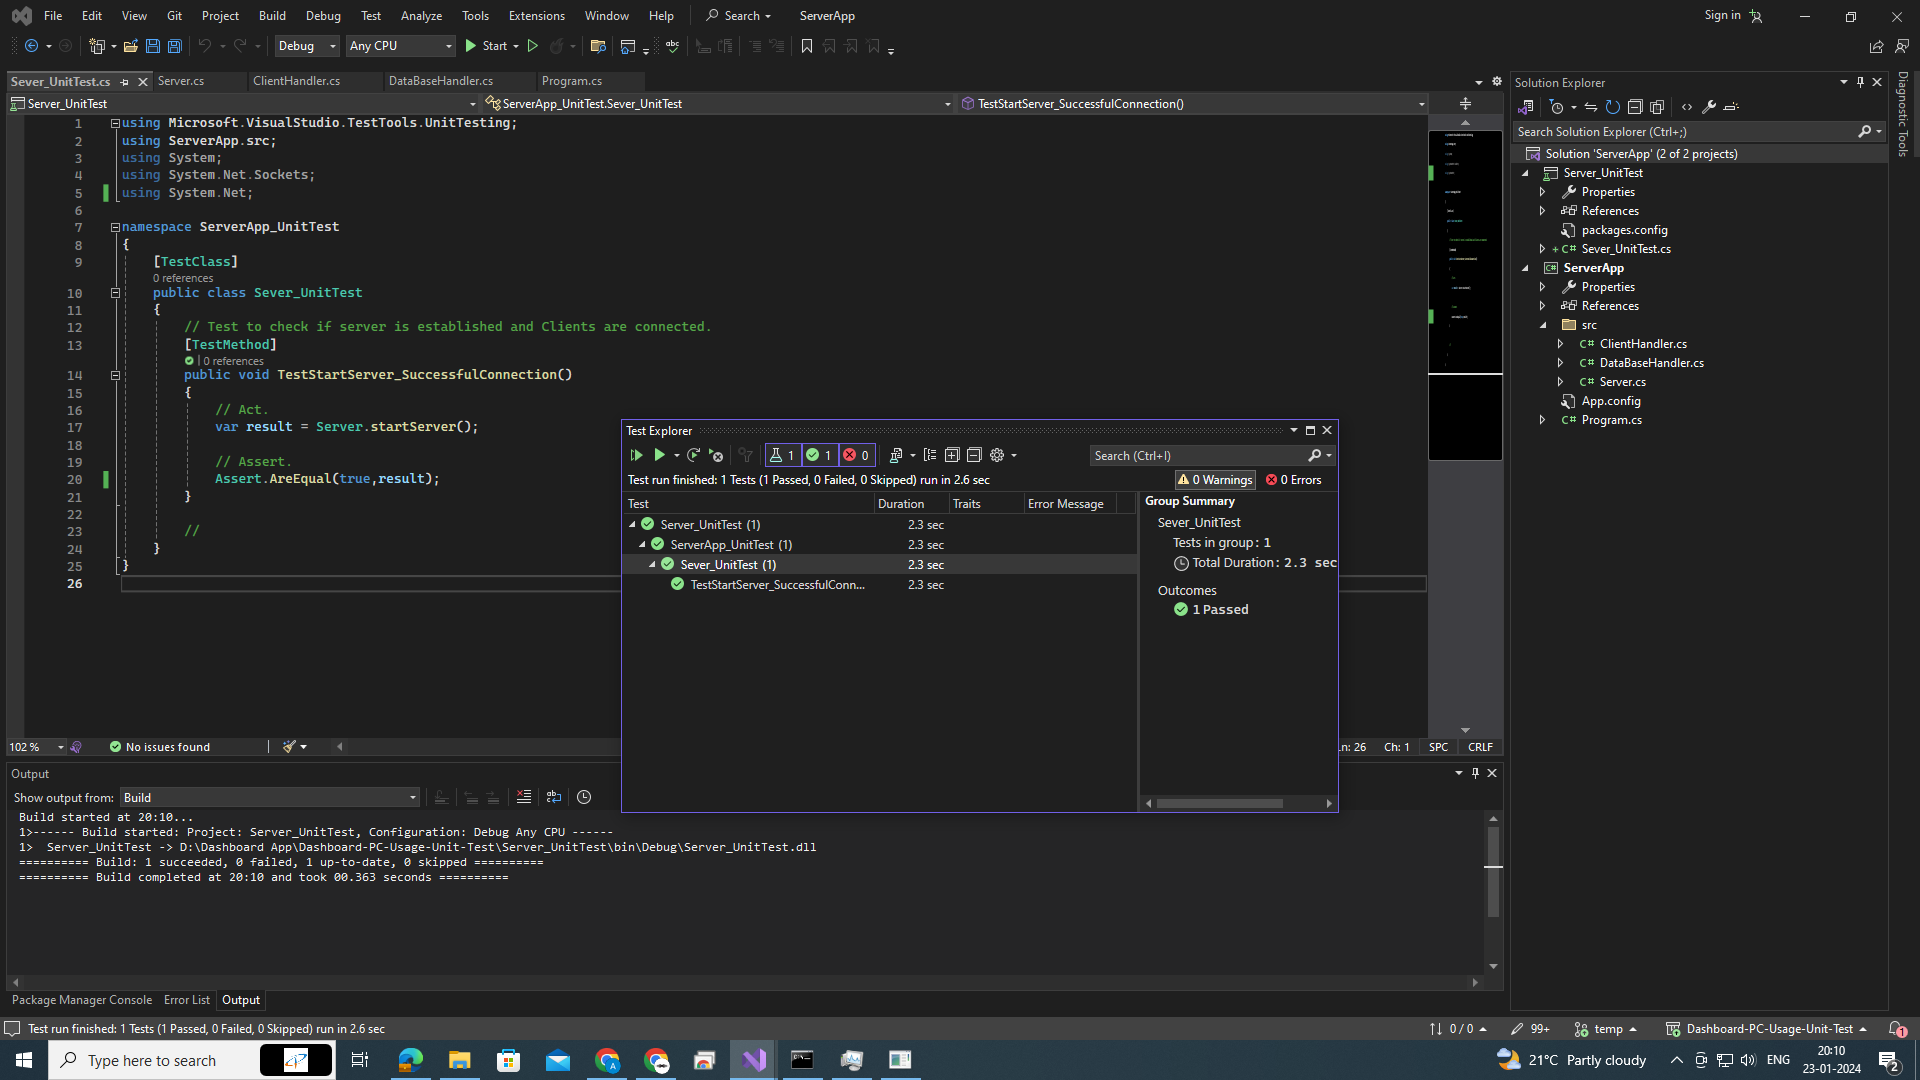 File Edit View Git Project Build Debug Test Analyze Tools Extensions Window Help Search ServerApp Sign in
Debug Any CPU Start
Sever_UnitTest.cs Server.cs ClientHandler.cs DataBaseHandler.cs Program.cs
Server_UnitTest ServerApp_UnitTest.Sever_UnitTest TestStartServer_SuccessfulConnection()
1 using Microsoft.VisualStudio.TestTools.UnitTesting;
2 using ServerApp.src;
3 using System;
4 using System.Net.Sockets;
5 using System.Net;
6
7 namespace ServerApp_UnitTest
8 {
9 [TestClass]
0 references
10 public class Sever_UnitTest
11 {
12 // Test to check if server is established and Clients are connected.
13 [TestMethod]
| 0 references
14 public void TestStartServer_SuccessfulConnection()
15 {
16 // Act.
17 var result = Server.startServer();
18
19 // Assert.
20 Assert.AreEqual(true,result);
21 }
22
23 //
24 }
25 }
26
102 % No issues found
Ln: 26 Ch: 1 SPC CRLF
Test Explorer
1 1 0
Search (Ctrl+I)
Test run finished: 1 Tests (1 Passed, 0 Failed, 0 Skipped) run in 2.6 sec
0 Warnings 0 Errors
Test Duration Traits Error Message
Server_UnitTest (1) 2.3 sec
ServerApp_UnitTest (1) 2.3 sec
Sever_UnitTest (1) 2.3 sec
TestStartServer_SuccessfulConn... 2.3 sec
Group Summary
Sever_UnitTest
Tests in group: 1
Total Duration: 2.3 sec
Outcomes
1 Passed
Output
Show output from: Build
Build started at 20:10...
1>------ Build started: Project: Server_UnitTest, Configuration: Debug Any CPU ------
1> Server_UnitTest -> D:\Dashboard App\Dashboard-PC-Usage-Unit-Test\Server_UnitTest\bin\Debug\Server_UnitTest.dll
========== Build: 1 succeeded, 0 failed, 1 up-to-date, 0 skipped ==========
========== Build completed at 20:10 and took 00.363 seconds ==========
Package Manager Console Error List Output
Solution Explorer
Search Solution Explorer (Ctrl+;)
Solution 'ServerApp' (2 of 2 projects)
Server_UnitTest
Properties
References
packages.config
+ C# Sever_UnitTest.cs
C# ServerApp
Properties
References
src
C# ClientHandler.cs
C# DataBaseHandler.cs
C# Server.cs
App.config
C# Program.cs
Diagnostic Tools
Test run finished: 1 Tests (1 Passed, 0 Failed, 0 Skipped) run in 2.6 sec
0 / 0 99+ temp Dashboard-PC-Usage-Unit-Test 1
Type here to search
21°C Partly cloudy ENG
20:10
23-01-2024
2